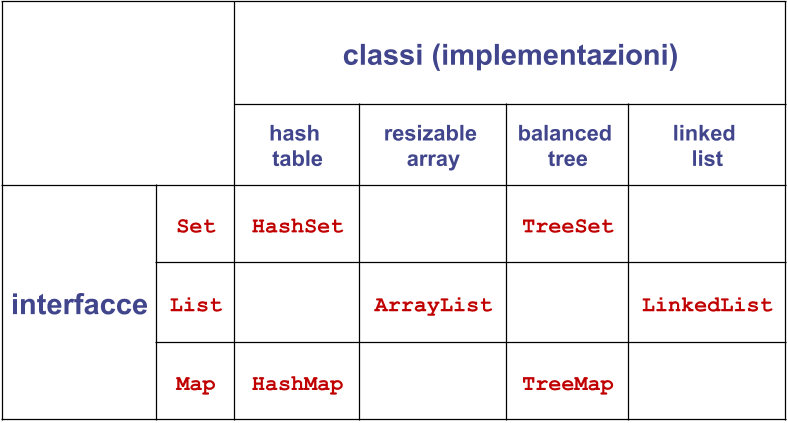 classi (implementazioni)
hash
table
resizable
array
balanced
tree
linked
list
interfacce
Set
HashSet
TreeSet
List
ArrayList
LinkedList
Map
HashMap
TreeMap